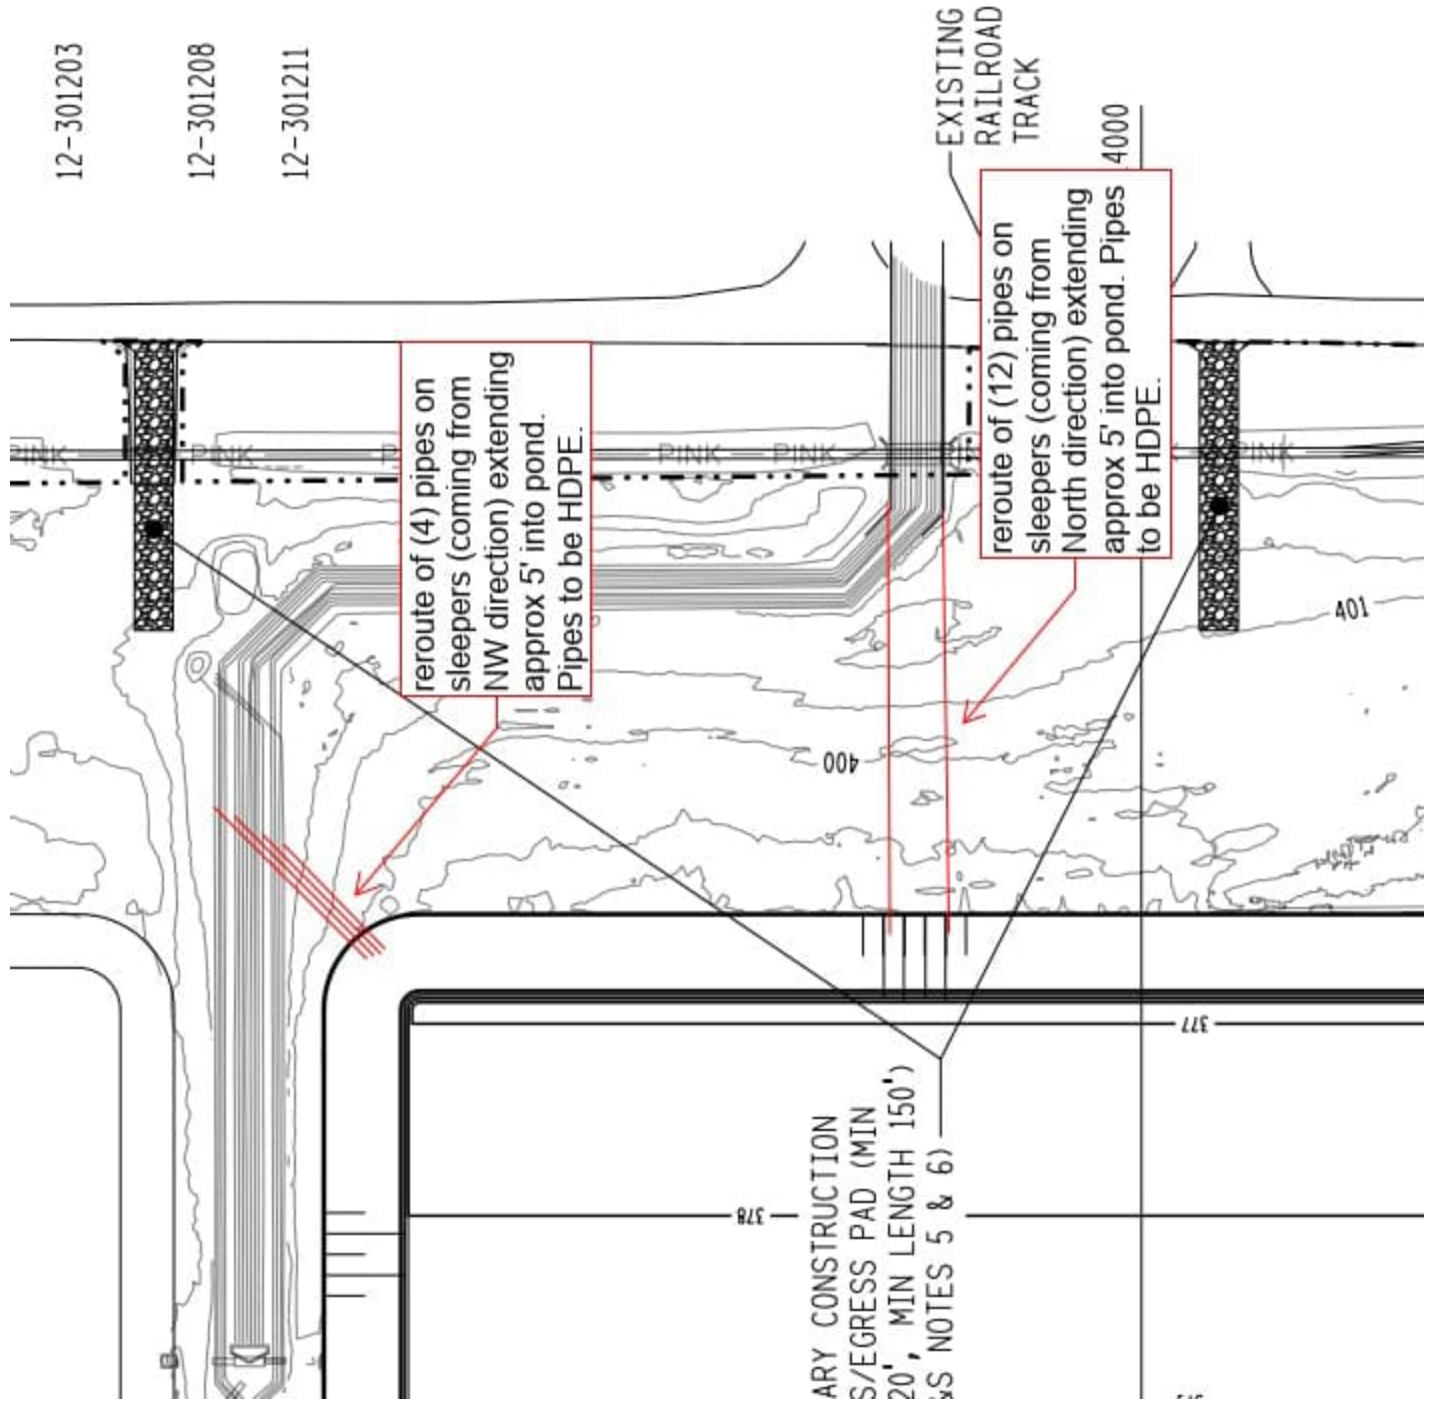 12-301203
12-301208
12-301211
EXISTING
RAILROAD
TRACK
4000
reroute of (4) pipes on
sleepers (coming from
NW direction) extending
approx 5' into pond.
Pipes to be HDPE.
reroute of (12) pipes on
sleepers (coming from
North direction) extending
approx 5' into pond. Pipes
to be HDPE.
PINK
PINK
PINK
PINK
PINK
401
400
377
378
ARY CONSTRUCTION
S/EGRESS PAD (MIN
20', MIN LENGTH 150')
&S NOTES 5 & 6)